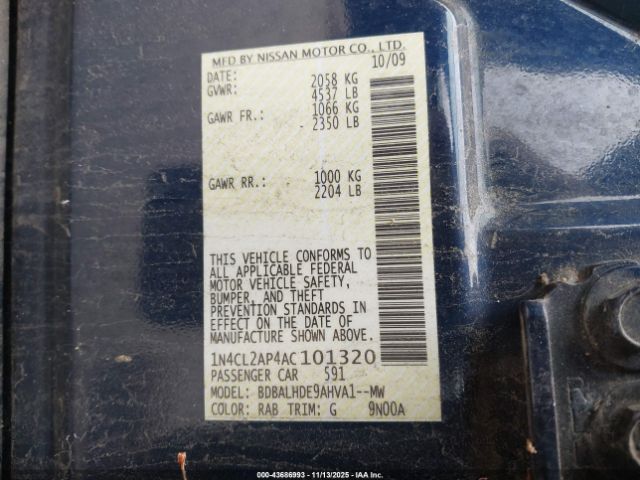 MFD BY NISSAN MOTOR CO., LTD.
DATE: 10/09
GVWR: 2058 KG
4537 LB
GAWR FR.: 1066 KG
2350 LB
GAWR RR.: 1000 KG
2204 LB
THIS VEHICLE CONFORMS TO
ALL APPLICABLE FEDERAL
MOTOR VEHICLE SAFETY,
BUMPER, AND THEFT
PREVENTION STANDARDS IN
EFFECT ON THE DATE OF
MANUFACTURE SHOWN ABOVE.
1N4CL2AP4AC101320
PASSENGER CAR 591
MODEL: BDBALHDE9AHVA1--MW
COLOR: RAB TRIM: G 9N00A
000-43686993 - 11/13/2025 - IAA Inc.